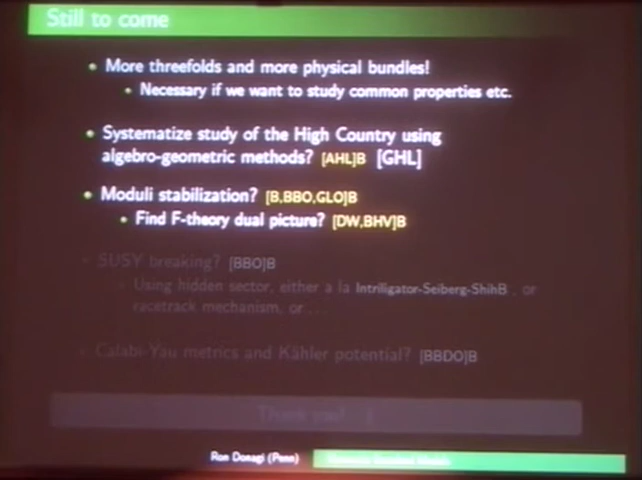 Still to come
More threefolds and more physical bundles!
Necessary if we want to study common properties etc.
Systematize study of the High Country using
algebro-geometric methods? [AHL]B [GHL]
Moduli stabilization? [B,BBO,GLO]B
Find F-theory dual picture? [DW,BHV]B
SUSY breaking? [BBO]B
Using hidden sector, either a la Intriligator-Seiberg-ShihB , or
racetrack mechanism, or ...
Calabi-Yau metrics and Kähler potential? [BBDO]B
Ron Donagi (Penn)